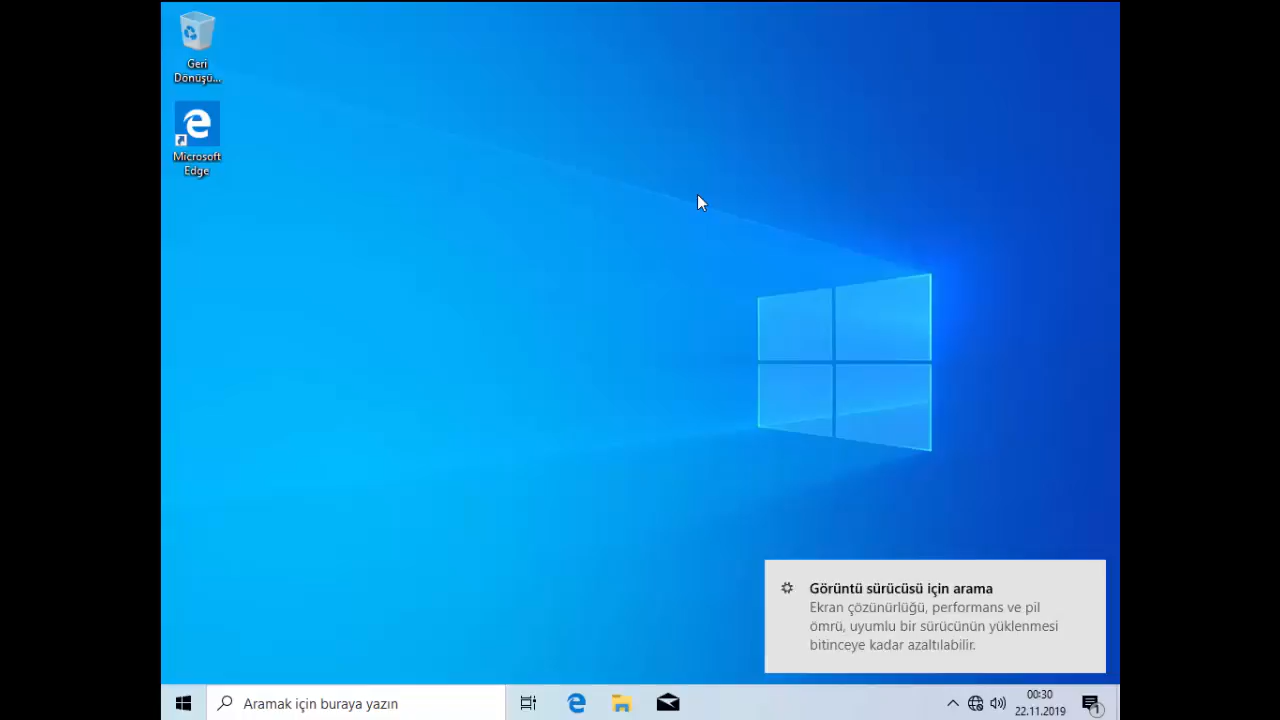 Geri
Dönüşü...
Microsoft
Edge
Görüntü sürücüsü için arama
Ekran çözünürlüğü, performans ve pil
ömrü, uyumlu bir sürücünün yüklenmesi
bitinceye kadar azaltılabilir.
Aramak için buraya yazın
00:30
22.11.2019
1